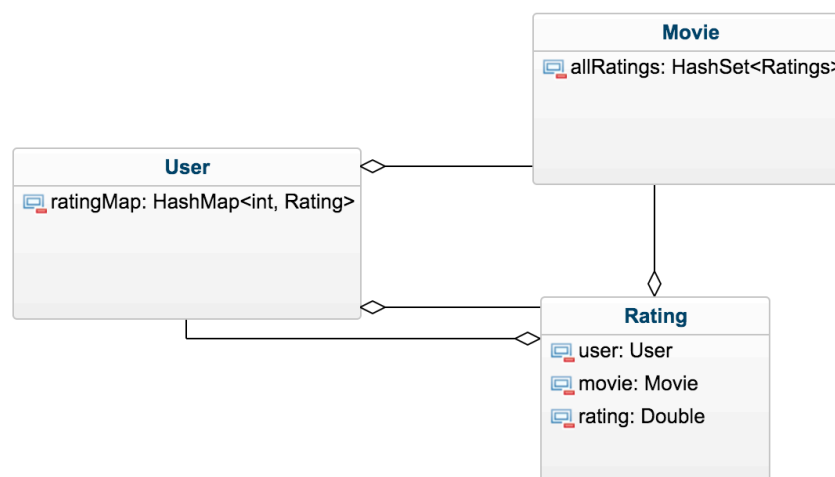 Movie
allRatings: HashSet<Ratings>
User
ratingMap: HashMap<int, Rating>
Rating
user: User
movie: Movie
rating: Double